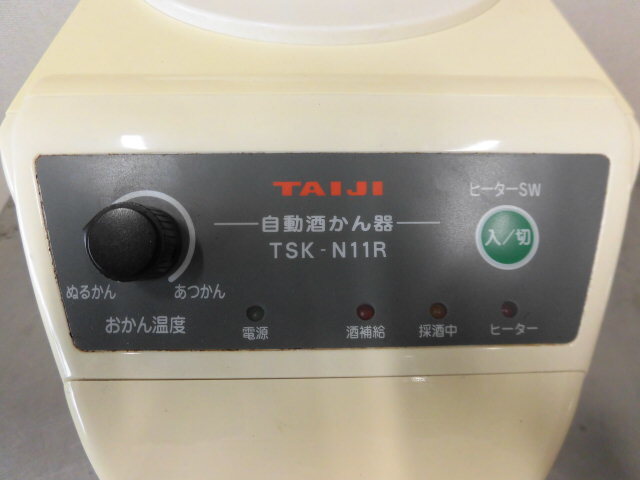 TAIJI
自動酒かん器
TSK-N11R
ヒーターSW
入/切
ぬるかん
あつかん
おかん温度
電源
酒補給
採酒中
ヒーター